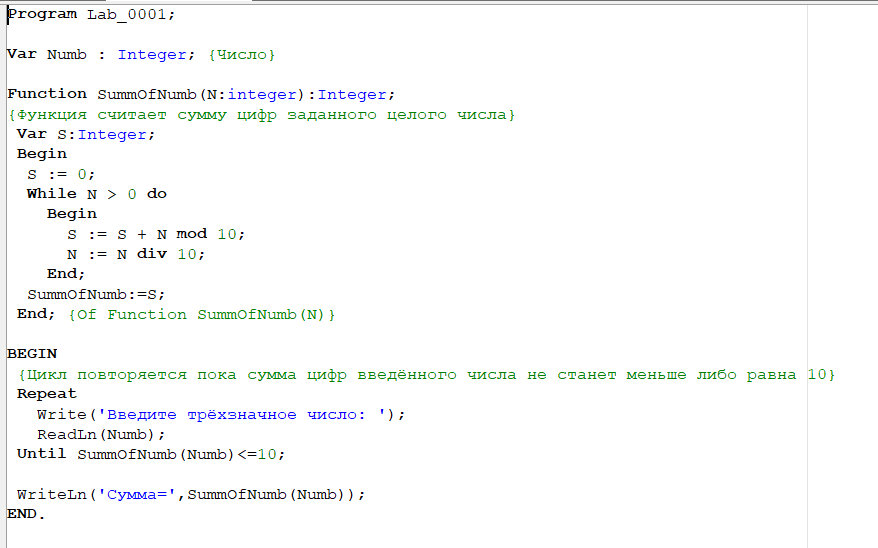 Program Lab_0001;
Var Numb : Integer; {Число}
Function SummOfNumb(N:integer):Integer;
{Функция считает сумму цифр заданного целого числа}
Var S:Integer;
Begin
S := 0;
While N > 0 do
Begin
S := S + N mod 10;
N := N div 10;
End;
SummOfNumb:=S;
End; {Of Function SummOfNumb(N)}
BEGIN
{Цикл повторяется пока сумма цифр введённого числа не станет меньше либо равна 10}
Repeat
Write('Введите трёхзначное число: ');
ReadLn(Numb);
Until SummOfNumb(Numb)<=10;
WriteLn('Сумма=',SummOfNumb(Numb));
END.